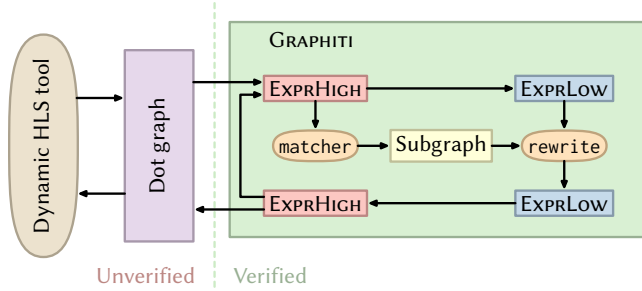 Dynamic HLS tool
Dot graph
GRAPHITI
EXPRHIGH
EXPRLOW
matcher
Subgraph
rewrite
EXPRHIGH
EXPRLOW
Unverified
Verified